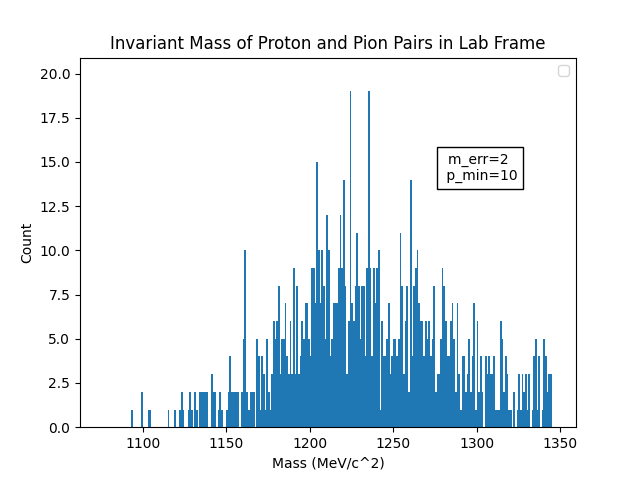 Invariant Mass of Proton and Pion Pairs in Lab Frame
20.0
17.5
15.0
12.5
10.0
7.5
5.0
2.5
0.0
Count
m_err=2
p_min=10
1100 1150 1200 1250 1300 1350
Mass (MeV/c^2)